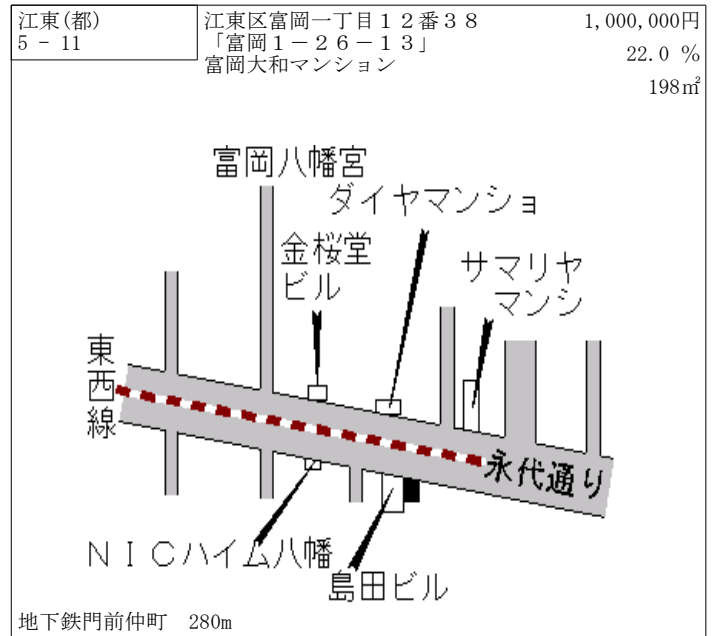 江東(都)
5 - 11
江東区富岡一丁目１２番３８
「富岡１－２６－１３」
富岡大和マンション
1,000,000円
22.0 %
198㎡
富岡八幡宮
ダイヤマンショ
金桜堂
ビル
サマリヤ
マンシ
東西線
永代通り
ＮＩＣハイム八幡
島田ビル
地下鉄門前仲町　280m